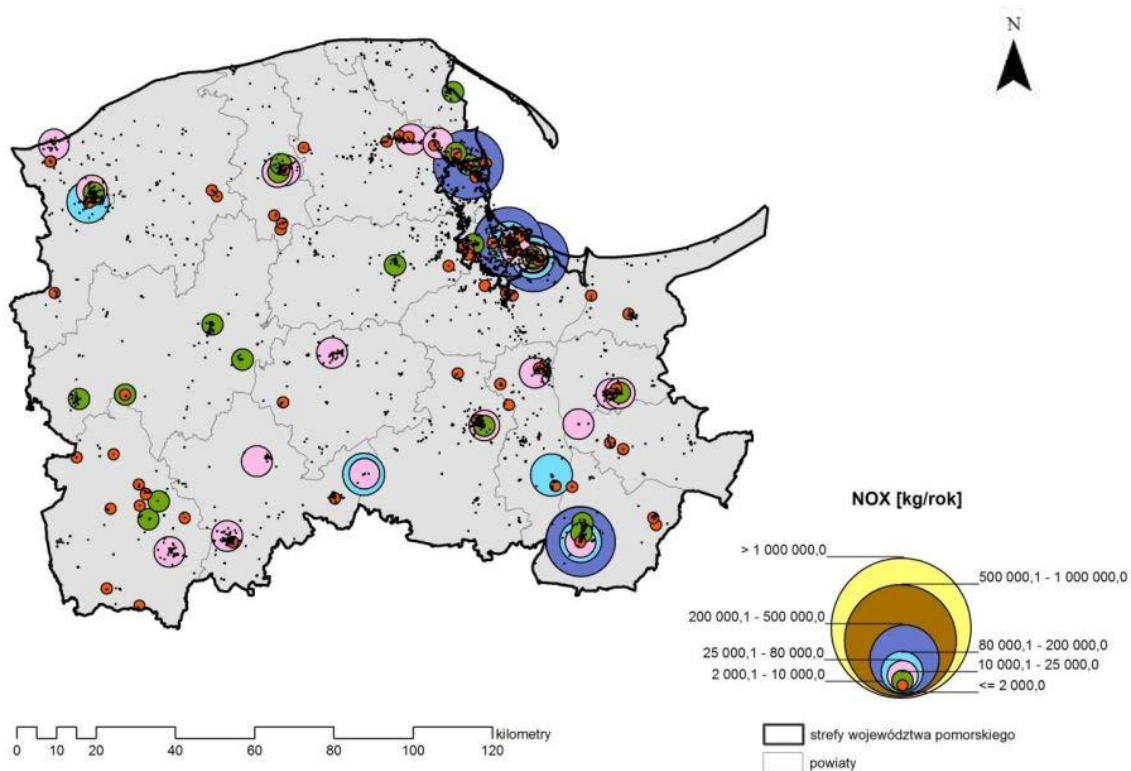 N
NOX [kg/rok]
> 1 000 000,0
500 000,1 - 1 000 000,0
200 000,1 - 500 000,0
80 000,1 - 200 000,0
25 000,1 - 80 000,0
10 000,1 - 25 000,0
2 000,1 - 10 000,0
<= 2 000,0
kilometry
0 10 20 40 60 80 100 120
strefy województwa pomorskiego
powiaty